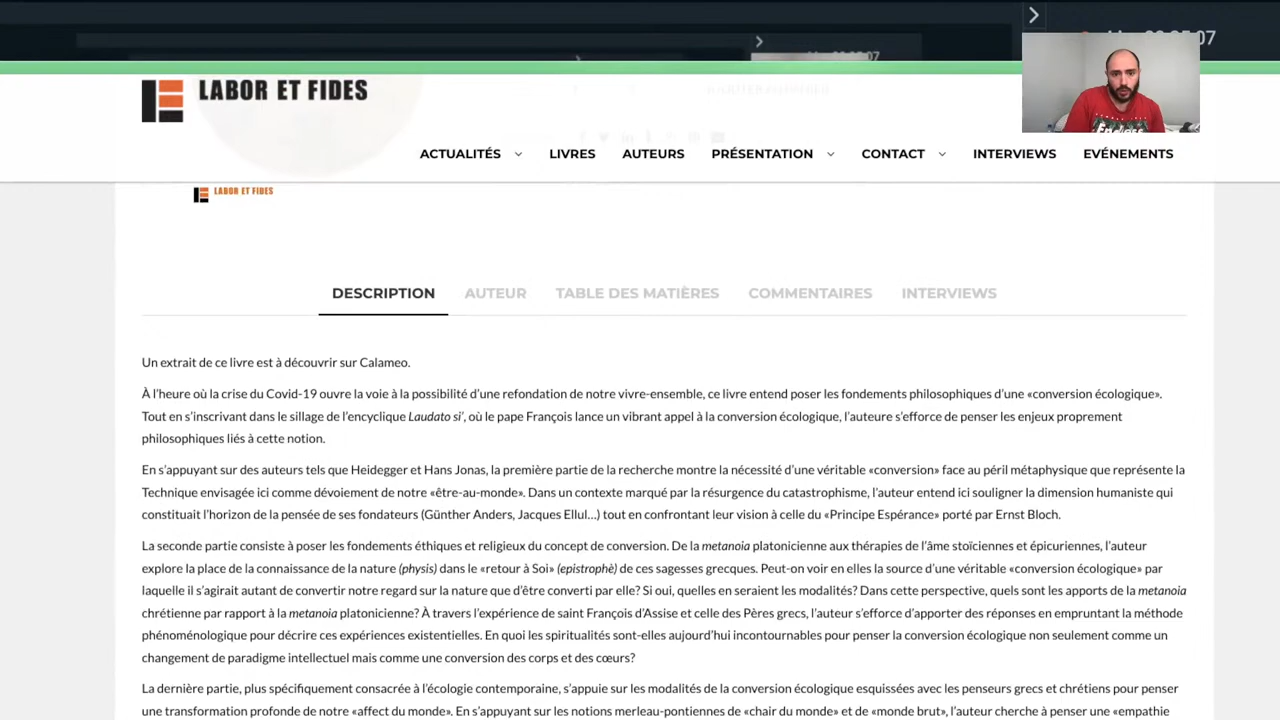 LABOR ET FIDES
ACTUALITÉS LIVRES AUTEURS PRÉSENTATION CONTACT INTERVIEWS EVÉNEMENTS
LABOR ET FIDES
DESCRIPTION AUTEUR TABLE DES MATIÈRES COMMENTAIRES INTERVIEWS
Un extrait de ce livre est à découvrir sur Calameo.
À l’heure où la crise du Covid-19 ouvre la voie à la possibilité d’une refondation de notre vivre-ensemble, ce livre entend poser les fondements philosophiques d’une «conversion écologique».
Tout en s’inscrivant dans le sillage de l’encyclique Laudato si’, où le pape François lance un vibrant appel à la conversion écologique, l’auteure s’efforce de penser les enjeux proprement
philosophiques liés à cette notion.
En s’appuyant sur des auteurs tels que Heidegger et Hans Jonas, la première partie de la recherche montre la nécessité d’une véritable «conversion» face au péril métaphysique que représente la
Technique envisagée ici comme dévoiement de notre «être-au-monde». Dans un contexte marqué par la résurgence du catastrophisme, l’auteur entend ici souligner la dimension humaniste qui
constituait l’horizon de la pensée de ses fondateurs (Günther Anders, Jacques Ellul…) tout en confrontant leur vision à celle du «Principe Espérance» porté par Ernst Bloch.
La seconde partie consiste à poser les fondements éthiques et religieux du concept de conversion. De la metanoia platonicienne aux thérapies de l’âme stoïciennes et épicuriennes, l’auteur
explore la place de la connaissance de la nature (physis) dans le «retour à Soi» (epistrophè) de ces sagesses grecques. Peut-on voir en elles la source d’une véritable «conversion écologique» par
laquelle il s’agirait autant de convertir notre regard sur la nature que d’être converti par elle? Si oui, quelles en seraient les modalités? Dans cette perspective, quels sont les apports de la metanoia
chrétienne par rapport à la metanoia platonicienne? À travers l’expérience de saint François d’Assise et celle des Pères grecs, l’auteur s’efforce d’apporter des réponses en empruntant la méthode
phénoménologique pour décrire ces expériences existentielles. En quoi les spiritualités sont-elles aujourd’hui incontournables pour penser la conversion écologique non seulement comme un
changement de paradigme intellectuel mais comme une conversion des corps et des cœurs?
La dernière partie, plus spécifiquement consacrée à l’écologie contemporaine, s’appuie sur les modalités de la conversion écologique esquissées avec les penseurs grecs et chrétiens pour penser
une transformation profonde de notre «affect du monde». En s’appuyant sur les notions merleau-pontiennes de «chair du monde» et de «monde brut», l’auteur cherche à penser une «empathie